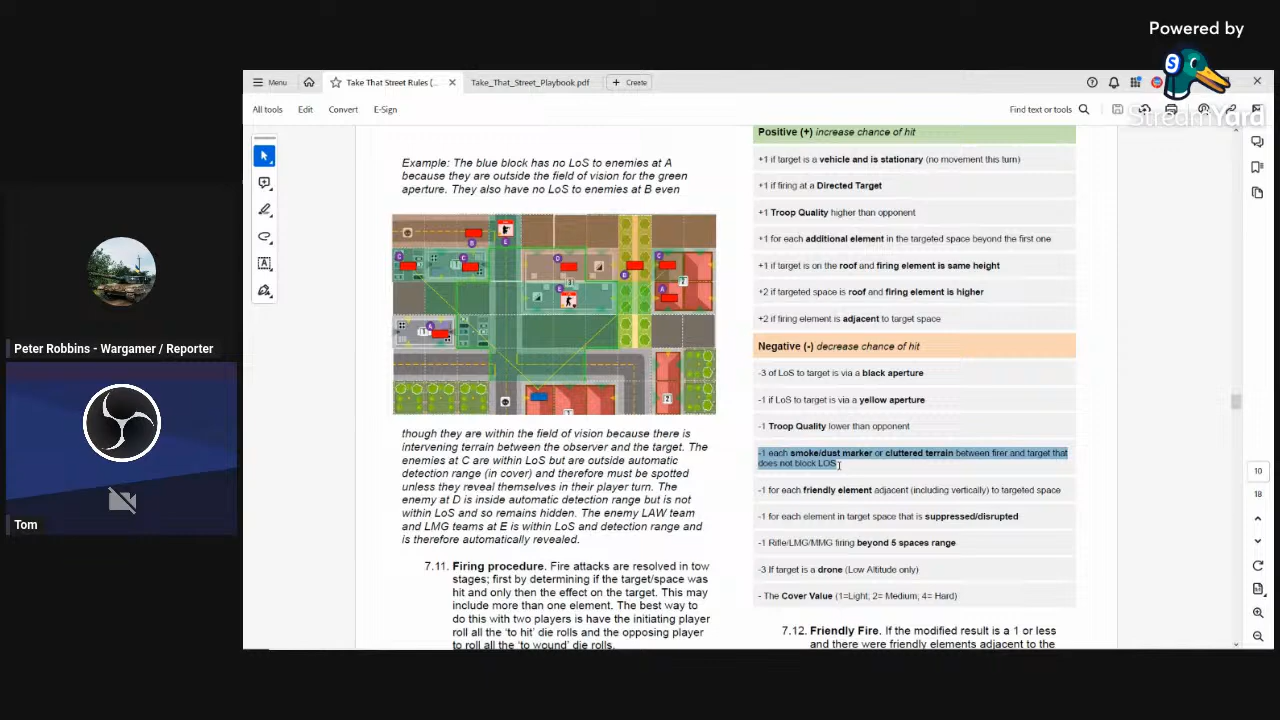 Powered by
StreamYard
Menu
Take That Street Rules (...
Take_That_Street_Playbook.pdf
Create
All tools
Edit
Convert
E-Sign
Find text or tools
Example: The blue block has no LoS to enemies at A
because they are outside the field of vision for the green
aperture. They also have no LoS to enemies at B even
though they are within the field of vision because there is
intervening terrain between the observer and the target. The
enemies at C are within LoS but are outside automatic
detection range (in cover) and therefore must be spotted
unless they reveal themselves in their player turn. The
enemy at D is inside automatic detection range but is not
within LoS and so remains hidden. The enemy LAW team
and LMG teams at E is within LoS and detection range and
is therefore automatically revealed.
7.11. Firing procedure. Fire attacks are resolved in tow
stages; first by determining if the target/space was
hit and only then the effect on the target. This may
include more than one element. The best way to
do this with two players is have the initiating player
roll all the 'to hit' die rolls and the opposing player
to roll all the 'to wound' die rolls.
Positive (+) increase chance of hit
+1 if target is a vehicle and is stationary (no movement this turn)
+1 if firing at a Directed Target
+1 Troop Quality higher than opponent
+1 for each additional element in the targeted space beyond the first one
+1 if target is on the roof and firing element is same height
+2 if targeted space is roof and firing element is higher
+2 if firing element is adjacent to target space
Negative (-) decrease chance of hit
-3 of LoS to target is via a black aperture
-1 if LoS to target is via a yellow aperture
-1 Troop Quality lower than opponent
-1 each smoke/dust marker or cluttered terrain between firer and target that
does not block LOS
-1 for each friendly element adjacent (including vertically) to targeted space
-1 for each element in target space that is suppressed/disrupted
-1 Rifle/LMG/MMG firing beyond 5 spaces range
-3 If target is a drone (Low Altitude only)
- The Cover Value (1=Light; 2= Medium; 4= Hard)
7.12. Friendly Fire. If the modified result is a 1 or less
and there were friendly elements adjacent to the
10
18
Peter Robbins - Wargamer / Reporter
Tom